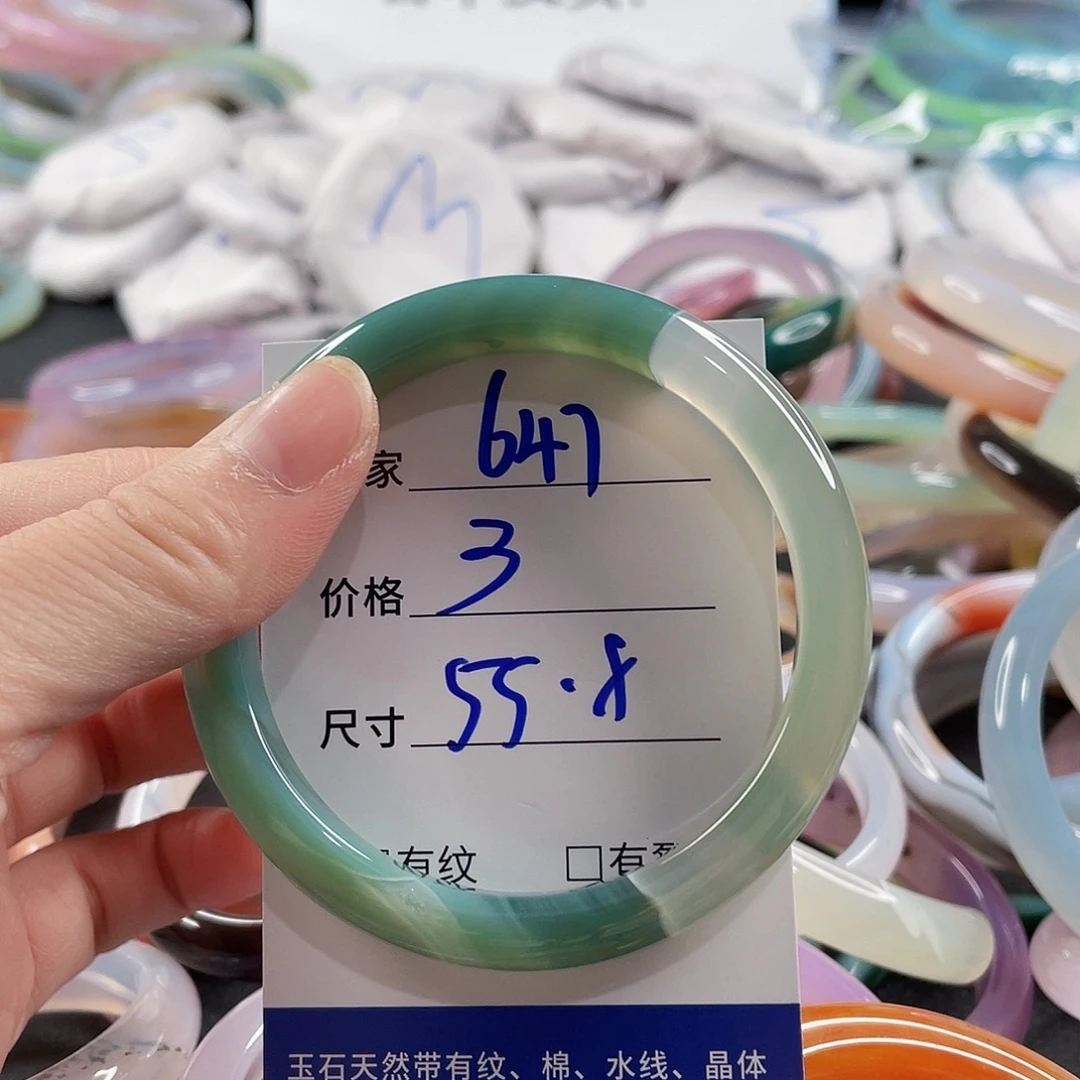 家 647
价格 3
尺寸 55.8
有纹 □有裂
玉石天然带有纹、棉、水线、晶体